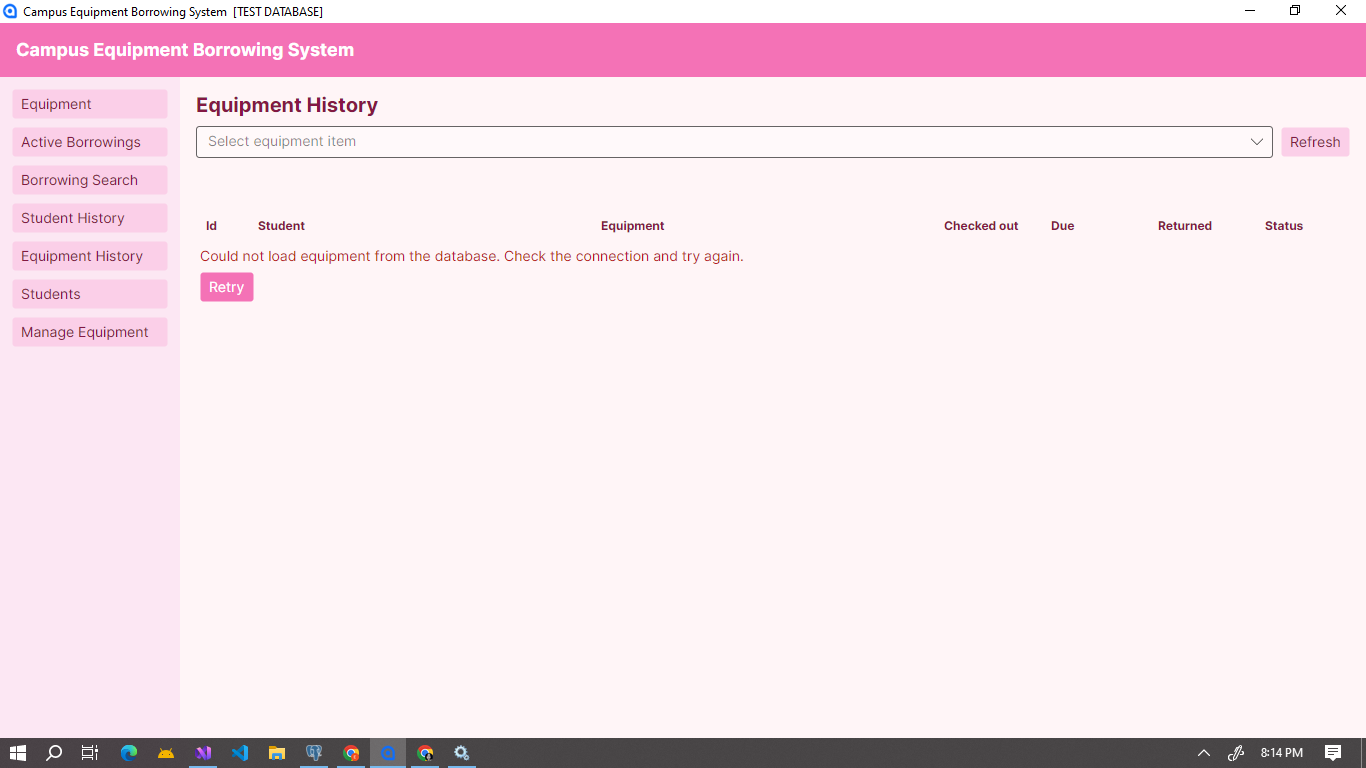 Campus Equipment Borrowing System [TEST DATABASE]
Campus Equipment Borrowing System
Equipment
Active Borrowings
Borrowing Search
Student History
Equipment History
Students
Manage Equipment
Equipment History
Select equipment item
Refresh
Id Student Equipment Checked out Due Returned Status
Could not load equipment from the database. Check the connection and try again.
Retry
8:14 PM